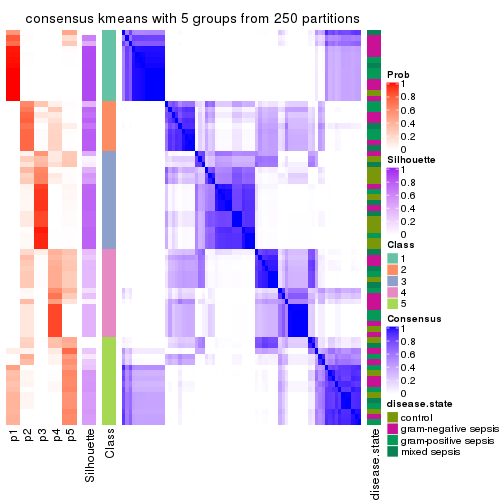 consensus kmeans with 5 groups from 250 partitions
Prob
1
0.8
0.6
0.4
0.2
0
Silhouette
1
0.8
0.6
0.4
0.2
0
Class
1
2
3
4
5
Consensus
1
0.8
0.6
0.4
0.2
0
disease.state
control
gram-negative sepsis
gram-positive sepsis
mixed sepsis
p1
p2
p3
p4
p5
Silhouette
Class
disease.state